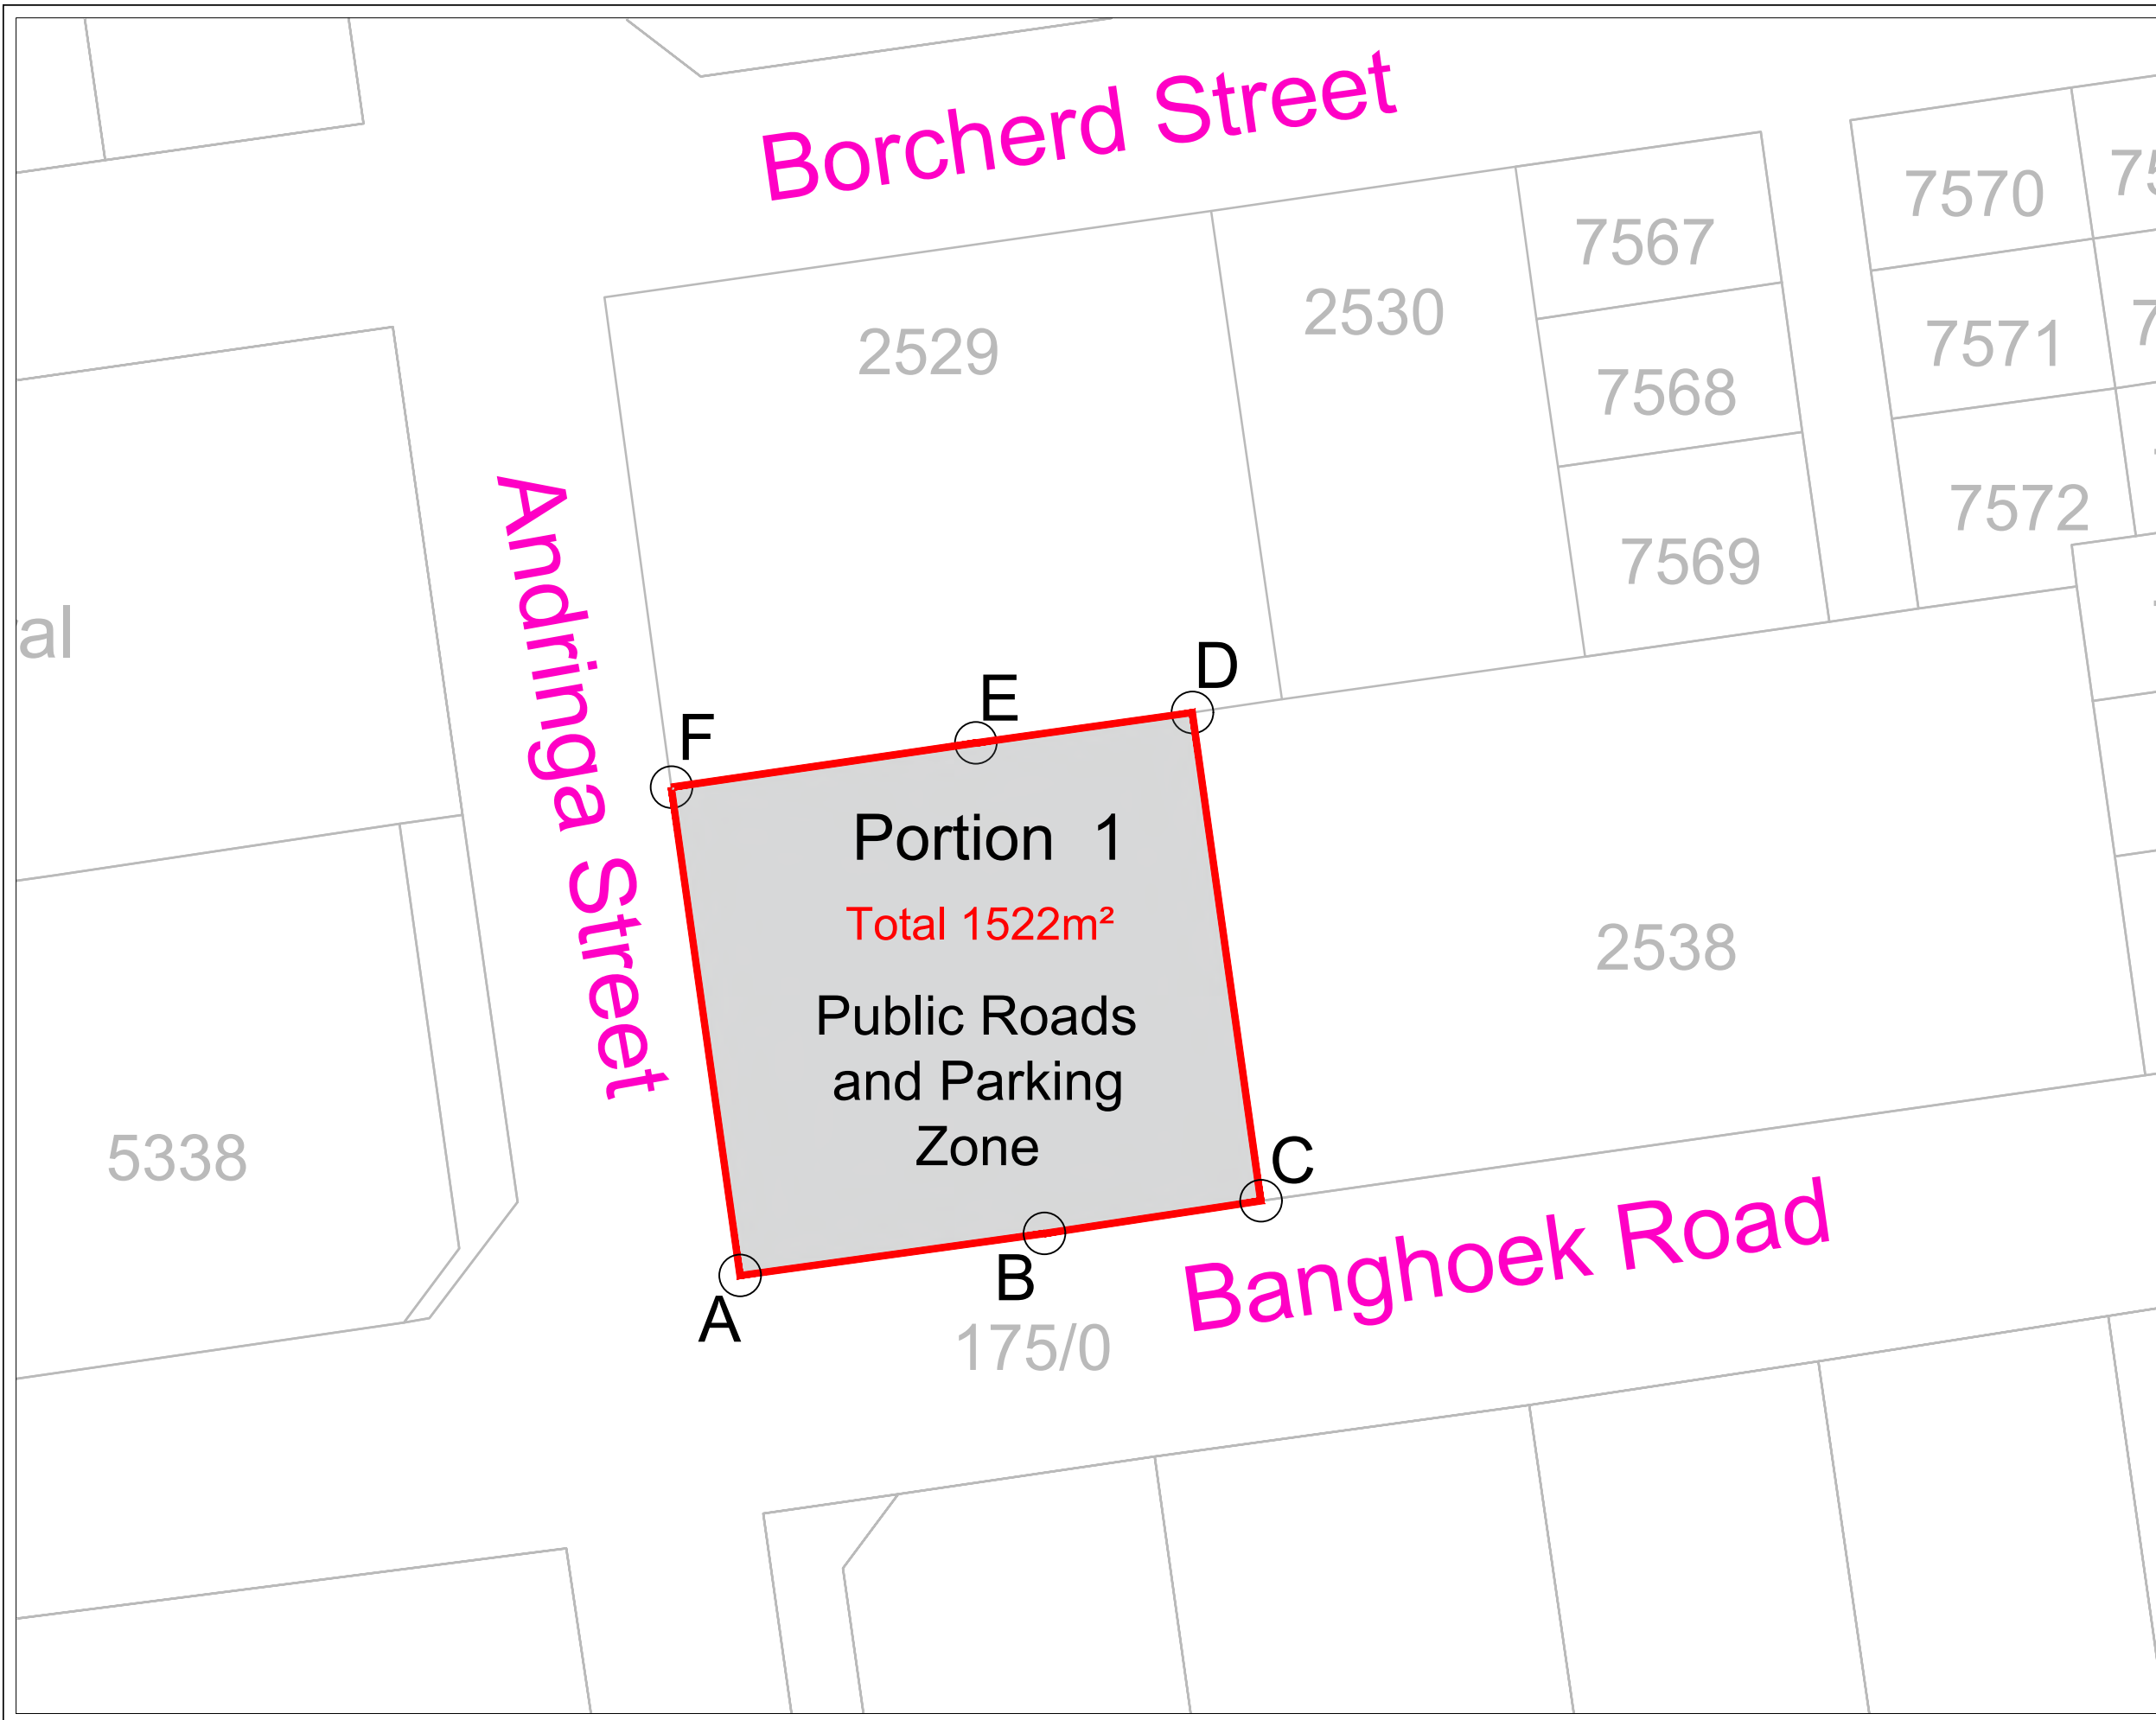 Borcherd Street
7570
7567
2530
2529
7571
7568
7572
7569
Andringa Street
al
D
E
F
Portion 1
Total 1522m²
2538
Public Roads
and Parking
Zone
5338
C
B
A
Banghoek Road
175/0